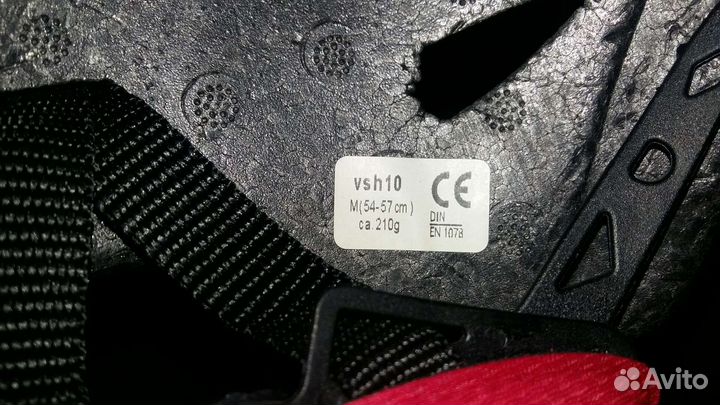 vsh10
M(54-57cm)
ca.210g
CE
DIN
EN 1078
Avito